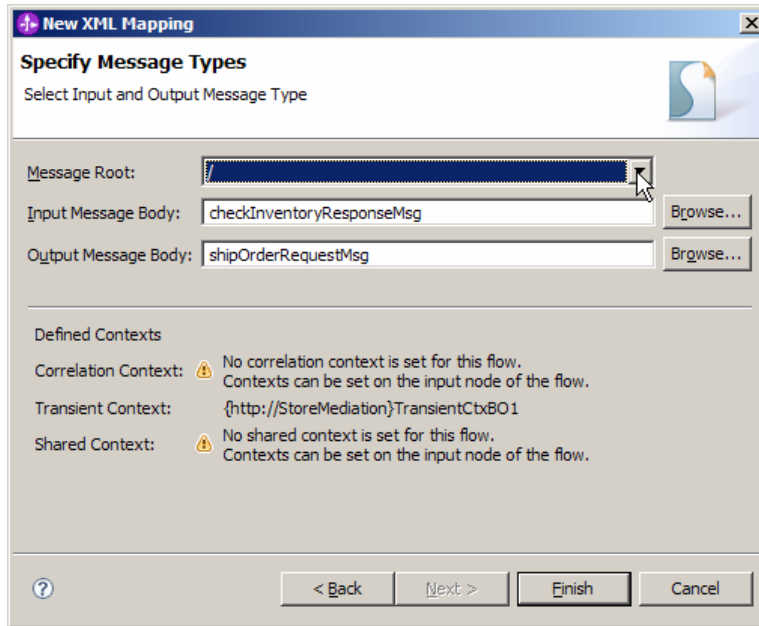 New XML Mapping
Specify Message Types
Select Input and Output Message Type
Message Root: /
Input Message Body: checkInventoryResponseMsg Browse...
Output Message Body: shipOrderRequestMsg Browse...
Defined Contexts
Correlation Context: No correlation context is set for this flow.
Contexts can be set on the input node of the flow.
Transient Context: {http://StoreMediation}TransientCtxBO1
Shared Context: No shared context is set for this flow.
Contexts can be set on the input node of the flow.
? < Back Next > Finish Cancel